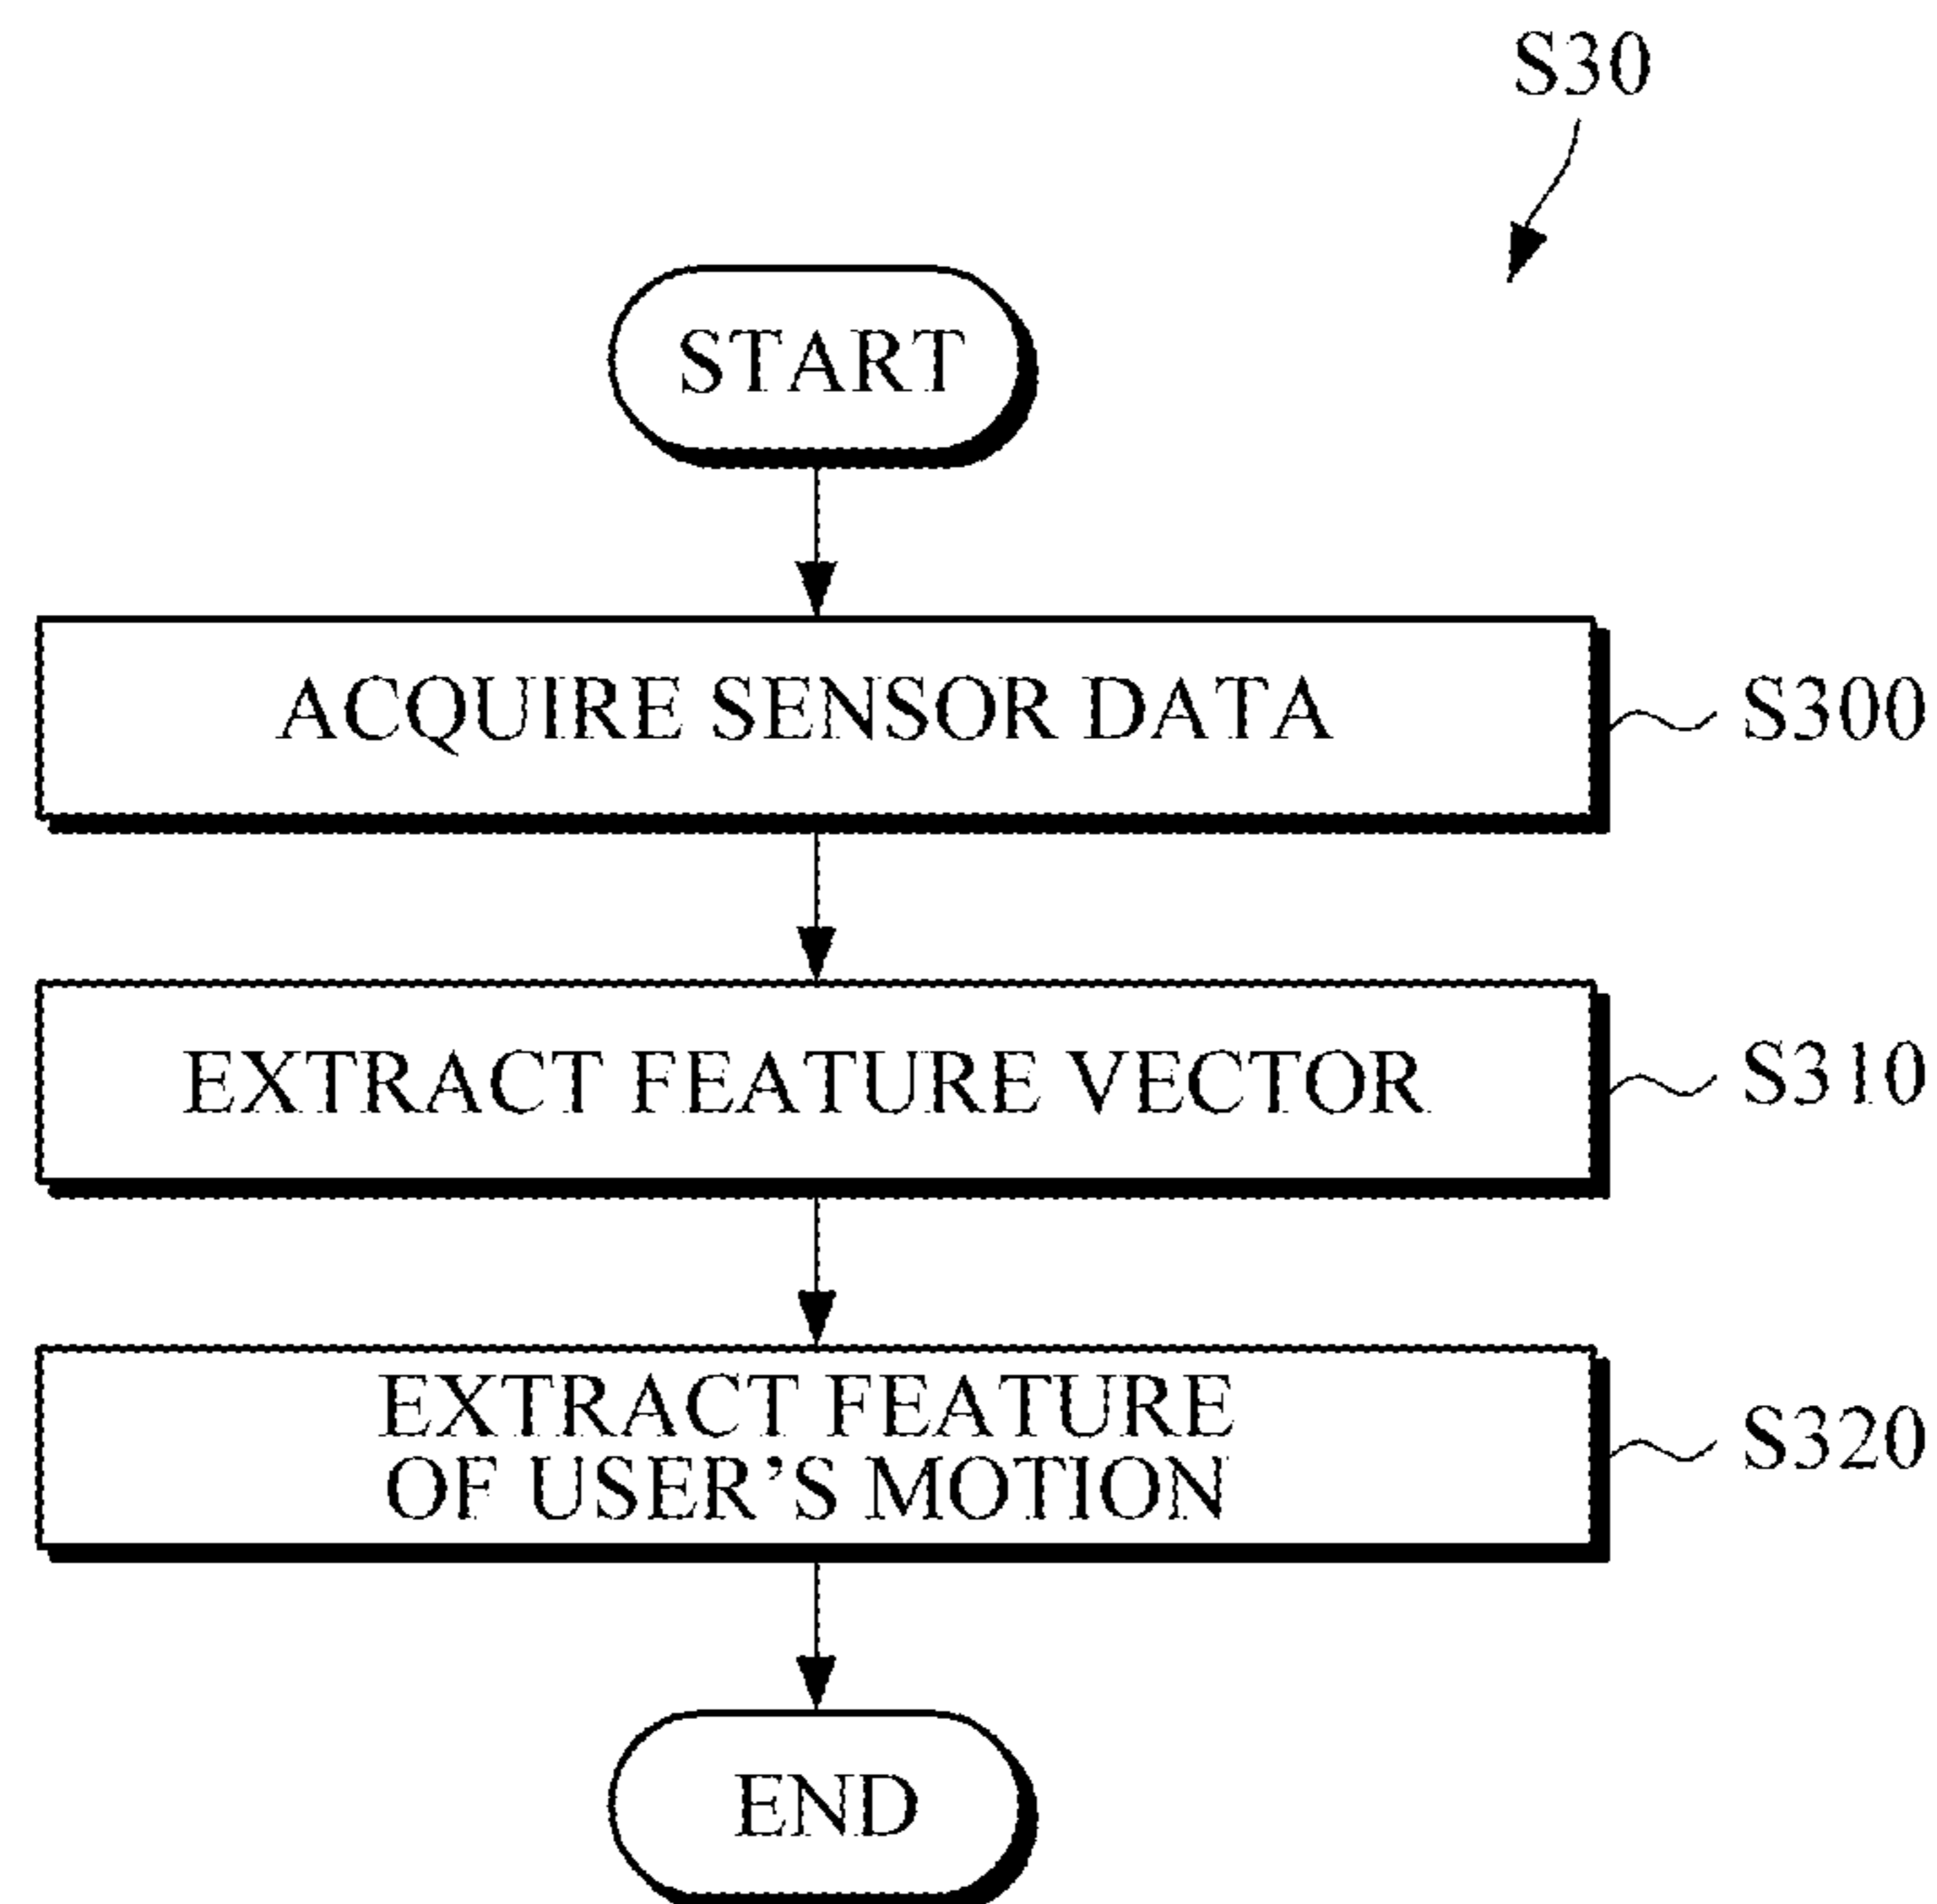 S30
START
ACQUIRE SENSOR DATA
S300
EXTRACT FEATURE VECTOR
S310
EXTRACT FEATURE
OF USER’S MOTION
S320
END